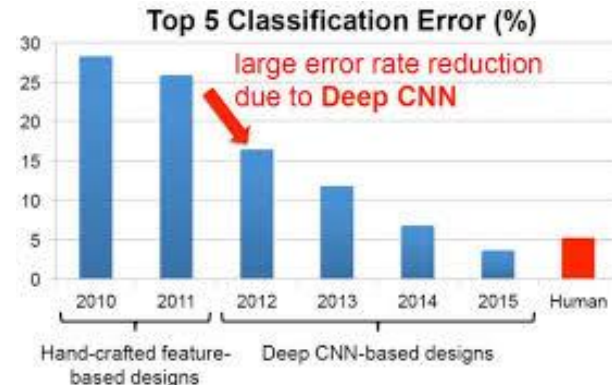 Top 5 Classification Error (%)
30
25
20
15
10
5
0
large error rate reduction
due to Deep CNN
2010 2011 2012 2013 2014 2015 Human
Hand-crafted feature-
based designs
Deep CNN-based designs